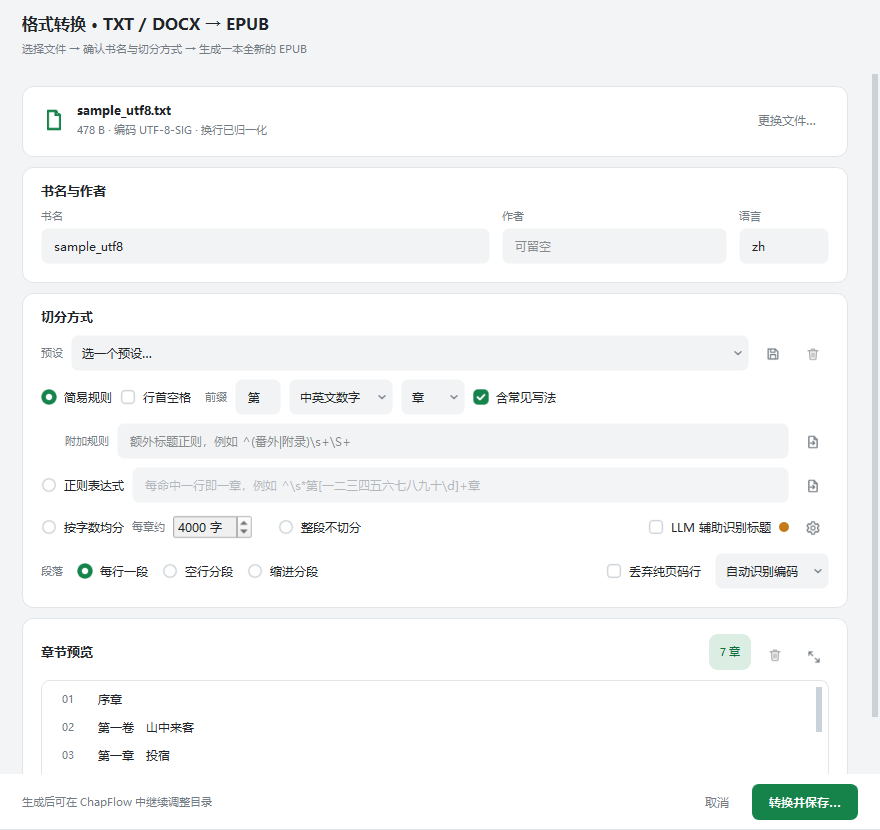 格式转换 • TXT / DOCX → EPUB
选择文件 → 确认书名与切分方式 → 生成一本全新的 EPUB
sample_utf8.txt
478 B · 编码 UTF-8-SIG · 换行已归一化
更换文件...
书名与作者
书名 作者 语言
sample_utf8 可留空 zh
切分方式
预设 选一个预设...
简易规则 行首空格 前缀 第 中英文数字 章 含常见写法
附加规则 额外标题正则，例如 ^(番外|附录)\s+\S+
正则表达式 每命中一行即一章，例如 ^\s*第[一二三四五六七八九十\d]+章
按字数均分 每章约 4000 字 整段不切分 LLM 辅助识别标题
段落 每行一段 空行分段 缩进分段 丢弃纯页码行 自动识别编码
章节预览 7 章
01 序章
02 第一卷 山中来客
03 第一章 投宿
生成后可在 ChapFlow 中继续调整目录 取消 转换并保存...